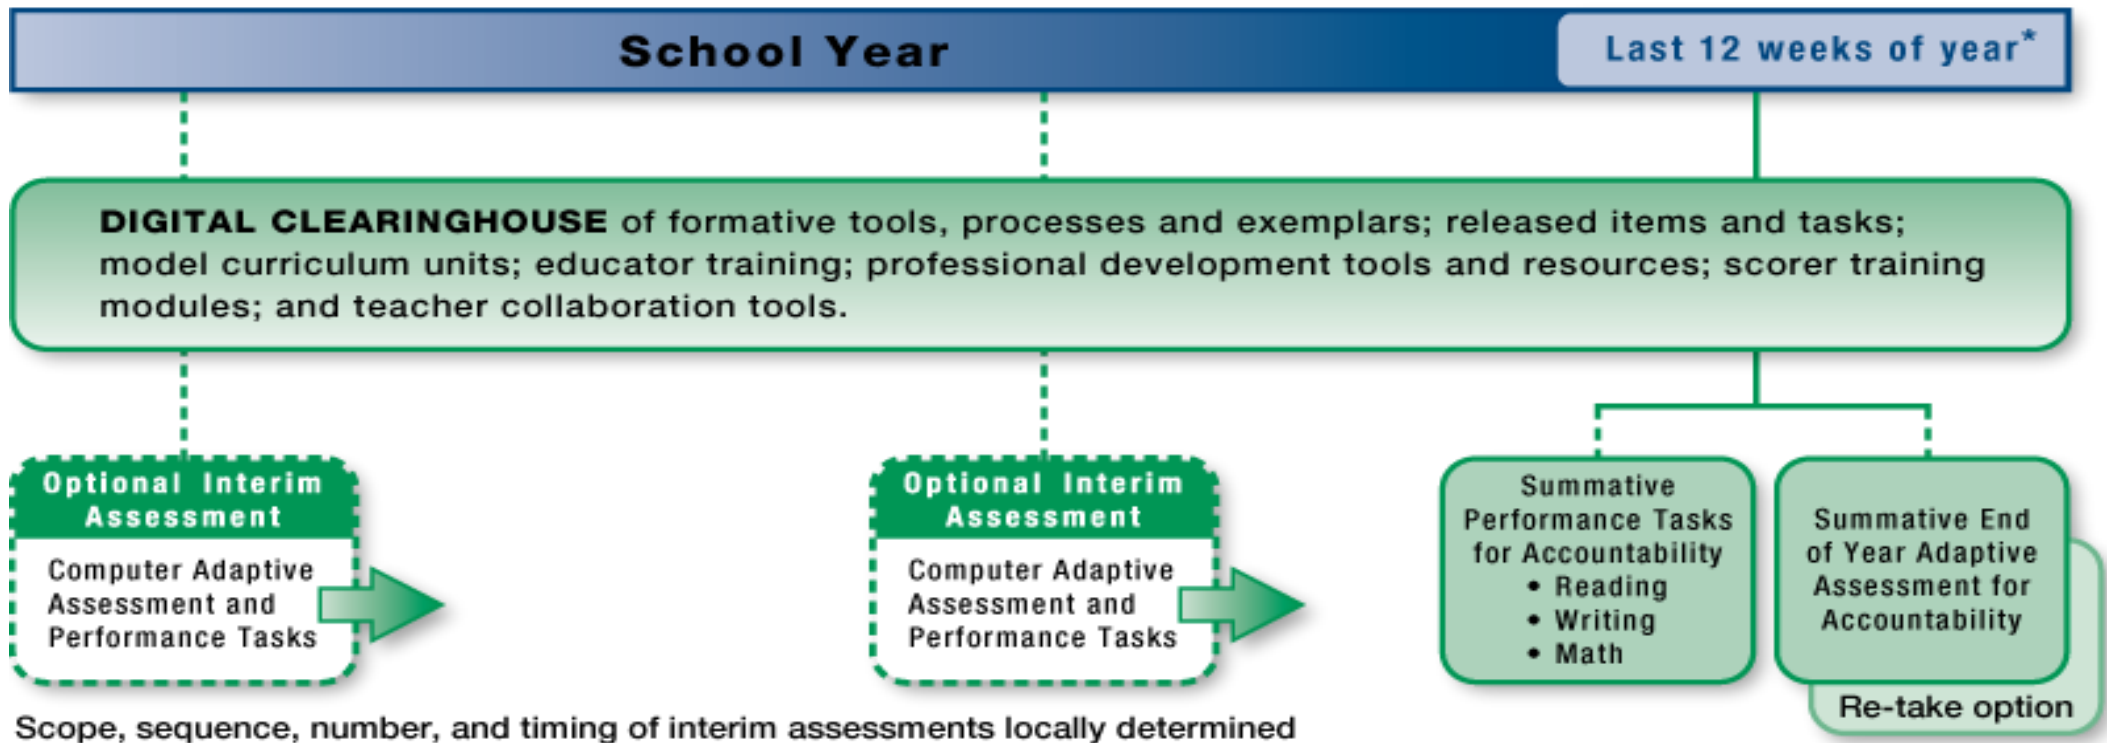 School Year
Last 12 weeks of year*
DIGITAL CLEARINGHOUSE of formative tools, processes and exemplars; released items and tasks;
model curriculum units; educator training; professional development tools and resources; scorer training
modules; and teacher collaboration tools.
Optional Interim
Assessment
Computer Adaptive
Assessment and
Performance Tasks
Optional Interim
Assessment
Computer Adaptive
Assessment and
Performance Tasks
Summative
Performance Tasks
for Accountability
• Reading
• Writing
• Math
Summative End
of Year Adaptive
Assessment for
Accountability
Re-take option
Scope, sequence, number, and timing of interim assessments locally determined